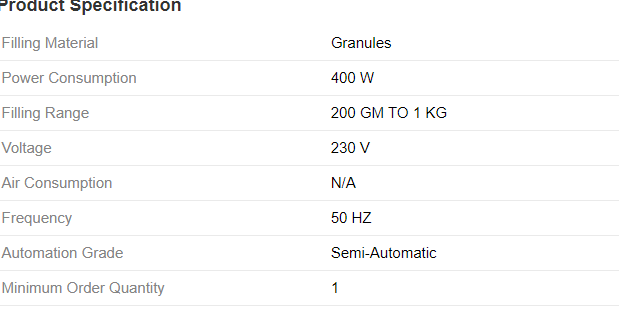 Product Specification
Filling Material Granules
Power Consumption 400 W
Filling Range 200 GM TO 1 KG
Voltage 230 V
Air Consumption N/A
Frequency 50 HZ
Automation Grade Semi-Automatic
Minimum Order Quantity 1